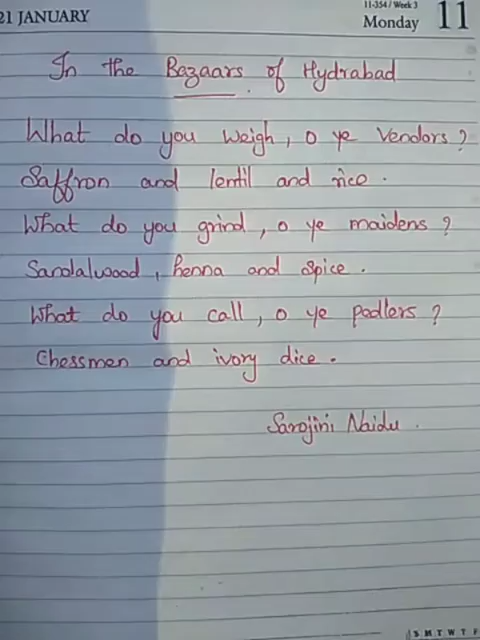 21 JANUARY
11-354 / Week 3
Monday 11
In the Bazaars of Hydrabad
What do you weigh, o ye vendors?
Saffron and lentil and rice.
What do you grind, o ye maidens?
Sandalwood, henna and spice.
What do you call, o ye pedlers?
Chessmen and ivory dice.
Sarojini Naidu.
S M T W T F